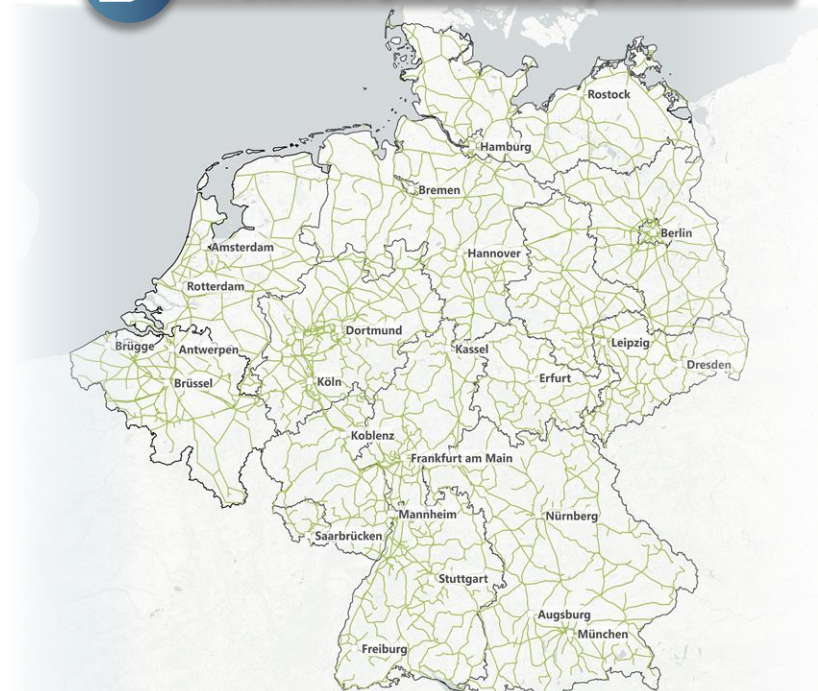 Rostock
Hamburg
Bremen
Berlin
Amsterdam
Hannover
Rotterdam
Dortmund
Brügge
Antwerpen
Kassel
Leipzig
Dresden
Brüssel
Köln
Erfurt
Koblenz
Frankfurt am Main
Mannheim
Nürnberg
Saarbrücken
Stuttgart
Augsburg
München
Freiburg